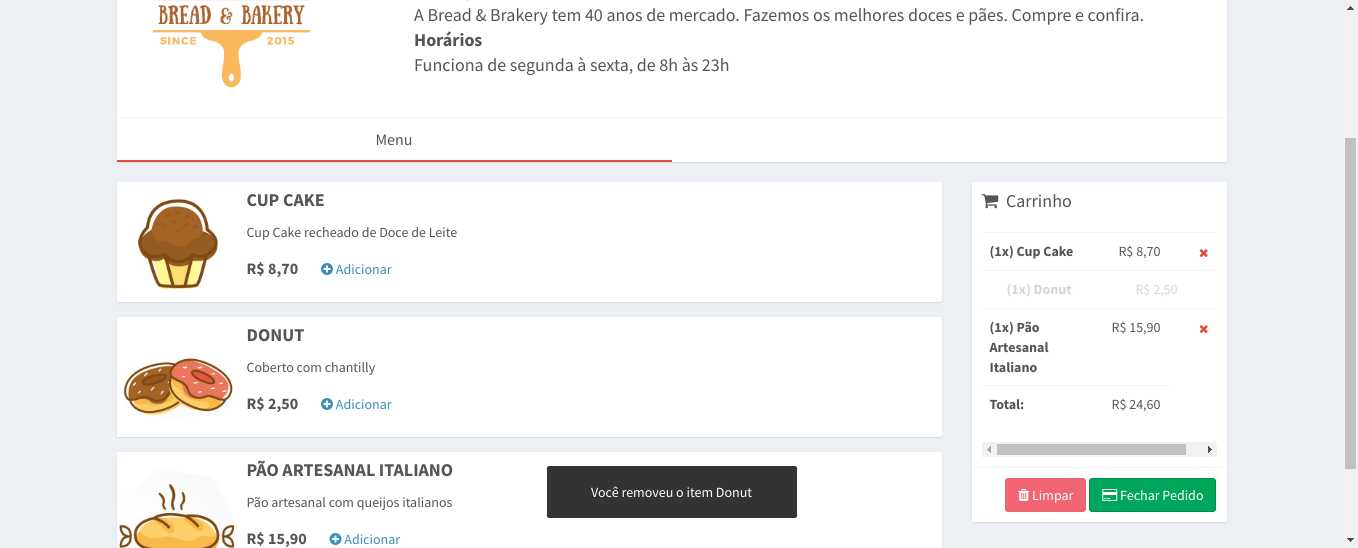 BREAD & BAKERY
SINCE 2015
A Bread & Brakery tem 40 anos de mercado. Fazemos os melhores doces e pães. Compre e confira.
Horários
Funciona de segunda à sexta, de 8h às 23h
Menu
CUP CAKE
Cup Cake recheado de Doce de Leite
R$ 8,70 Adicionar
DONUT
Coberto com chantilly
R$ 2,50 Adicionar
PÃO ARTESANAL ITALIANO
Pão artesanal com queijos italianos
R$ 15,90 Adicionar
Você removeu o item Donut
Carrinho
(1x) Cup Cake R$ 8,70
(1x) Donut R$ 2,50
(1x) Pão R$ 15,90
Artesanal
Italiano
Total: R$ 24,60
Limpar Fechar Pedido